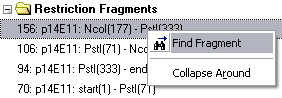 Restriction Fragments
156: p14E11: NcoI(177) - PstI(333)
106: p14E11: PstI(71) - Nco
Find Fragment
94: p14E11: PstI(333) - end
Collapse Around
70: p14E11: start(1) - PstI(71)